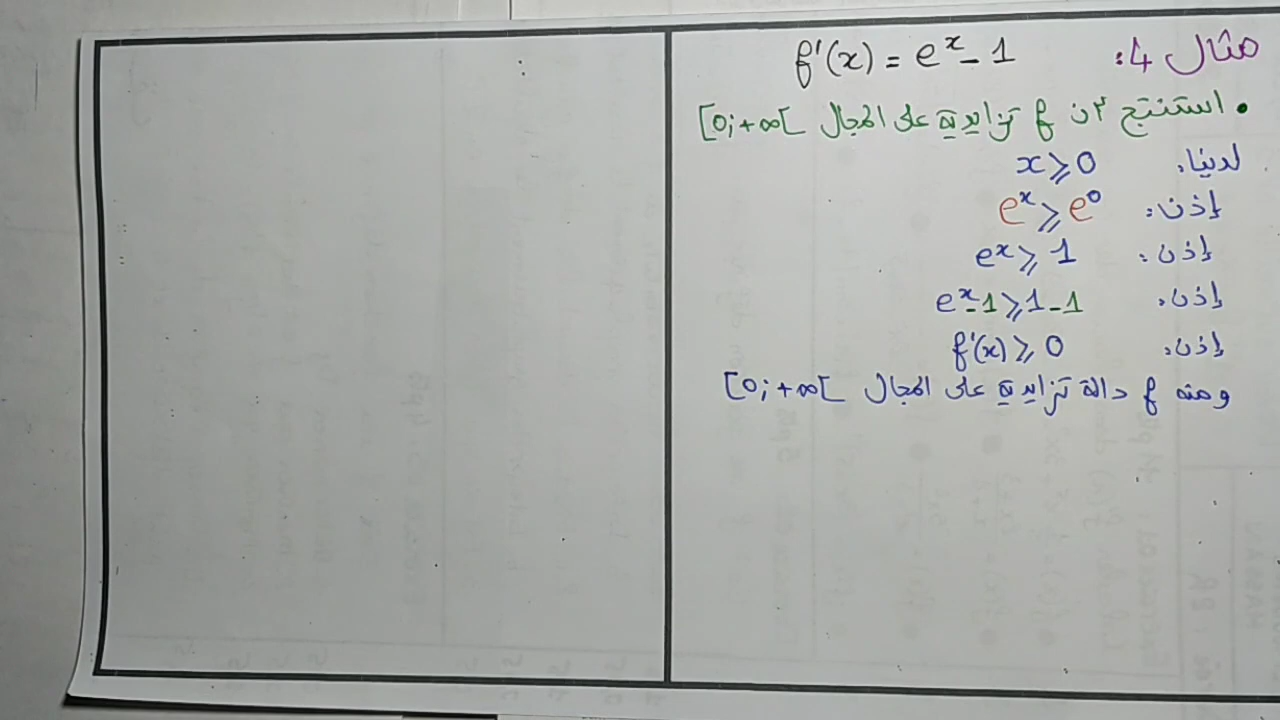 مثال 4: f'(x) = e^x - 1
• استنتج أن f تزايدية على المجال [0;+∞[
لدينا: x ⩾ 0
إذن: e^x ⩾ e^0
إذن: e^x ⩾ 1
إذن: e^x - 1 ⩾ 1 - 1
إذن: f'(x) ⩾ 0
ومنه f دالة تزايدية على المجال [0;+∞[